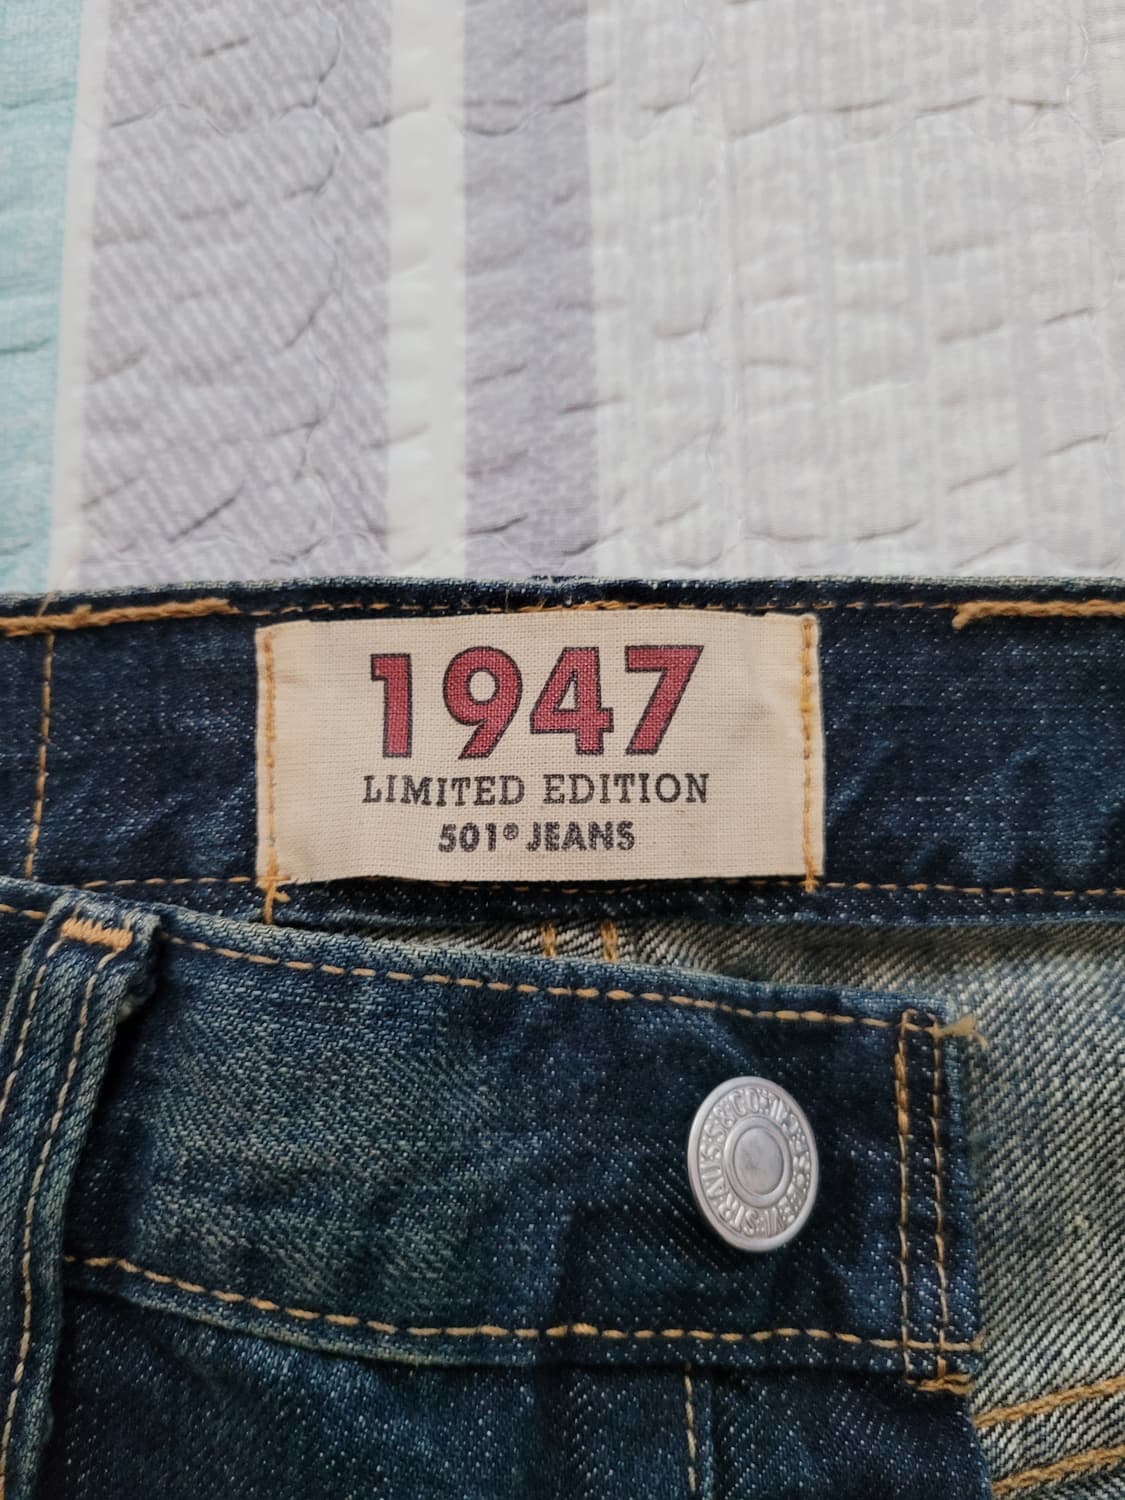 1947
LIMITED EDITION
501® JEANS